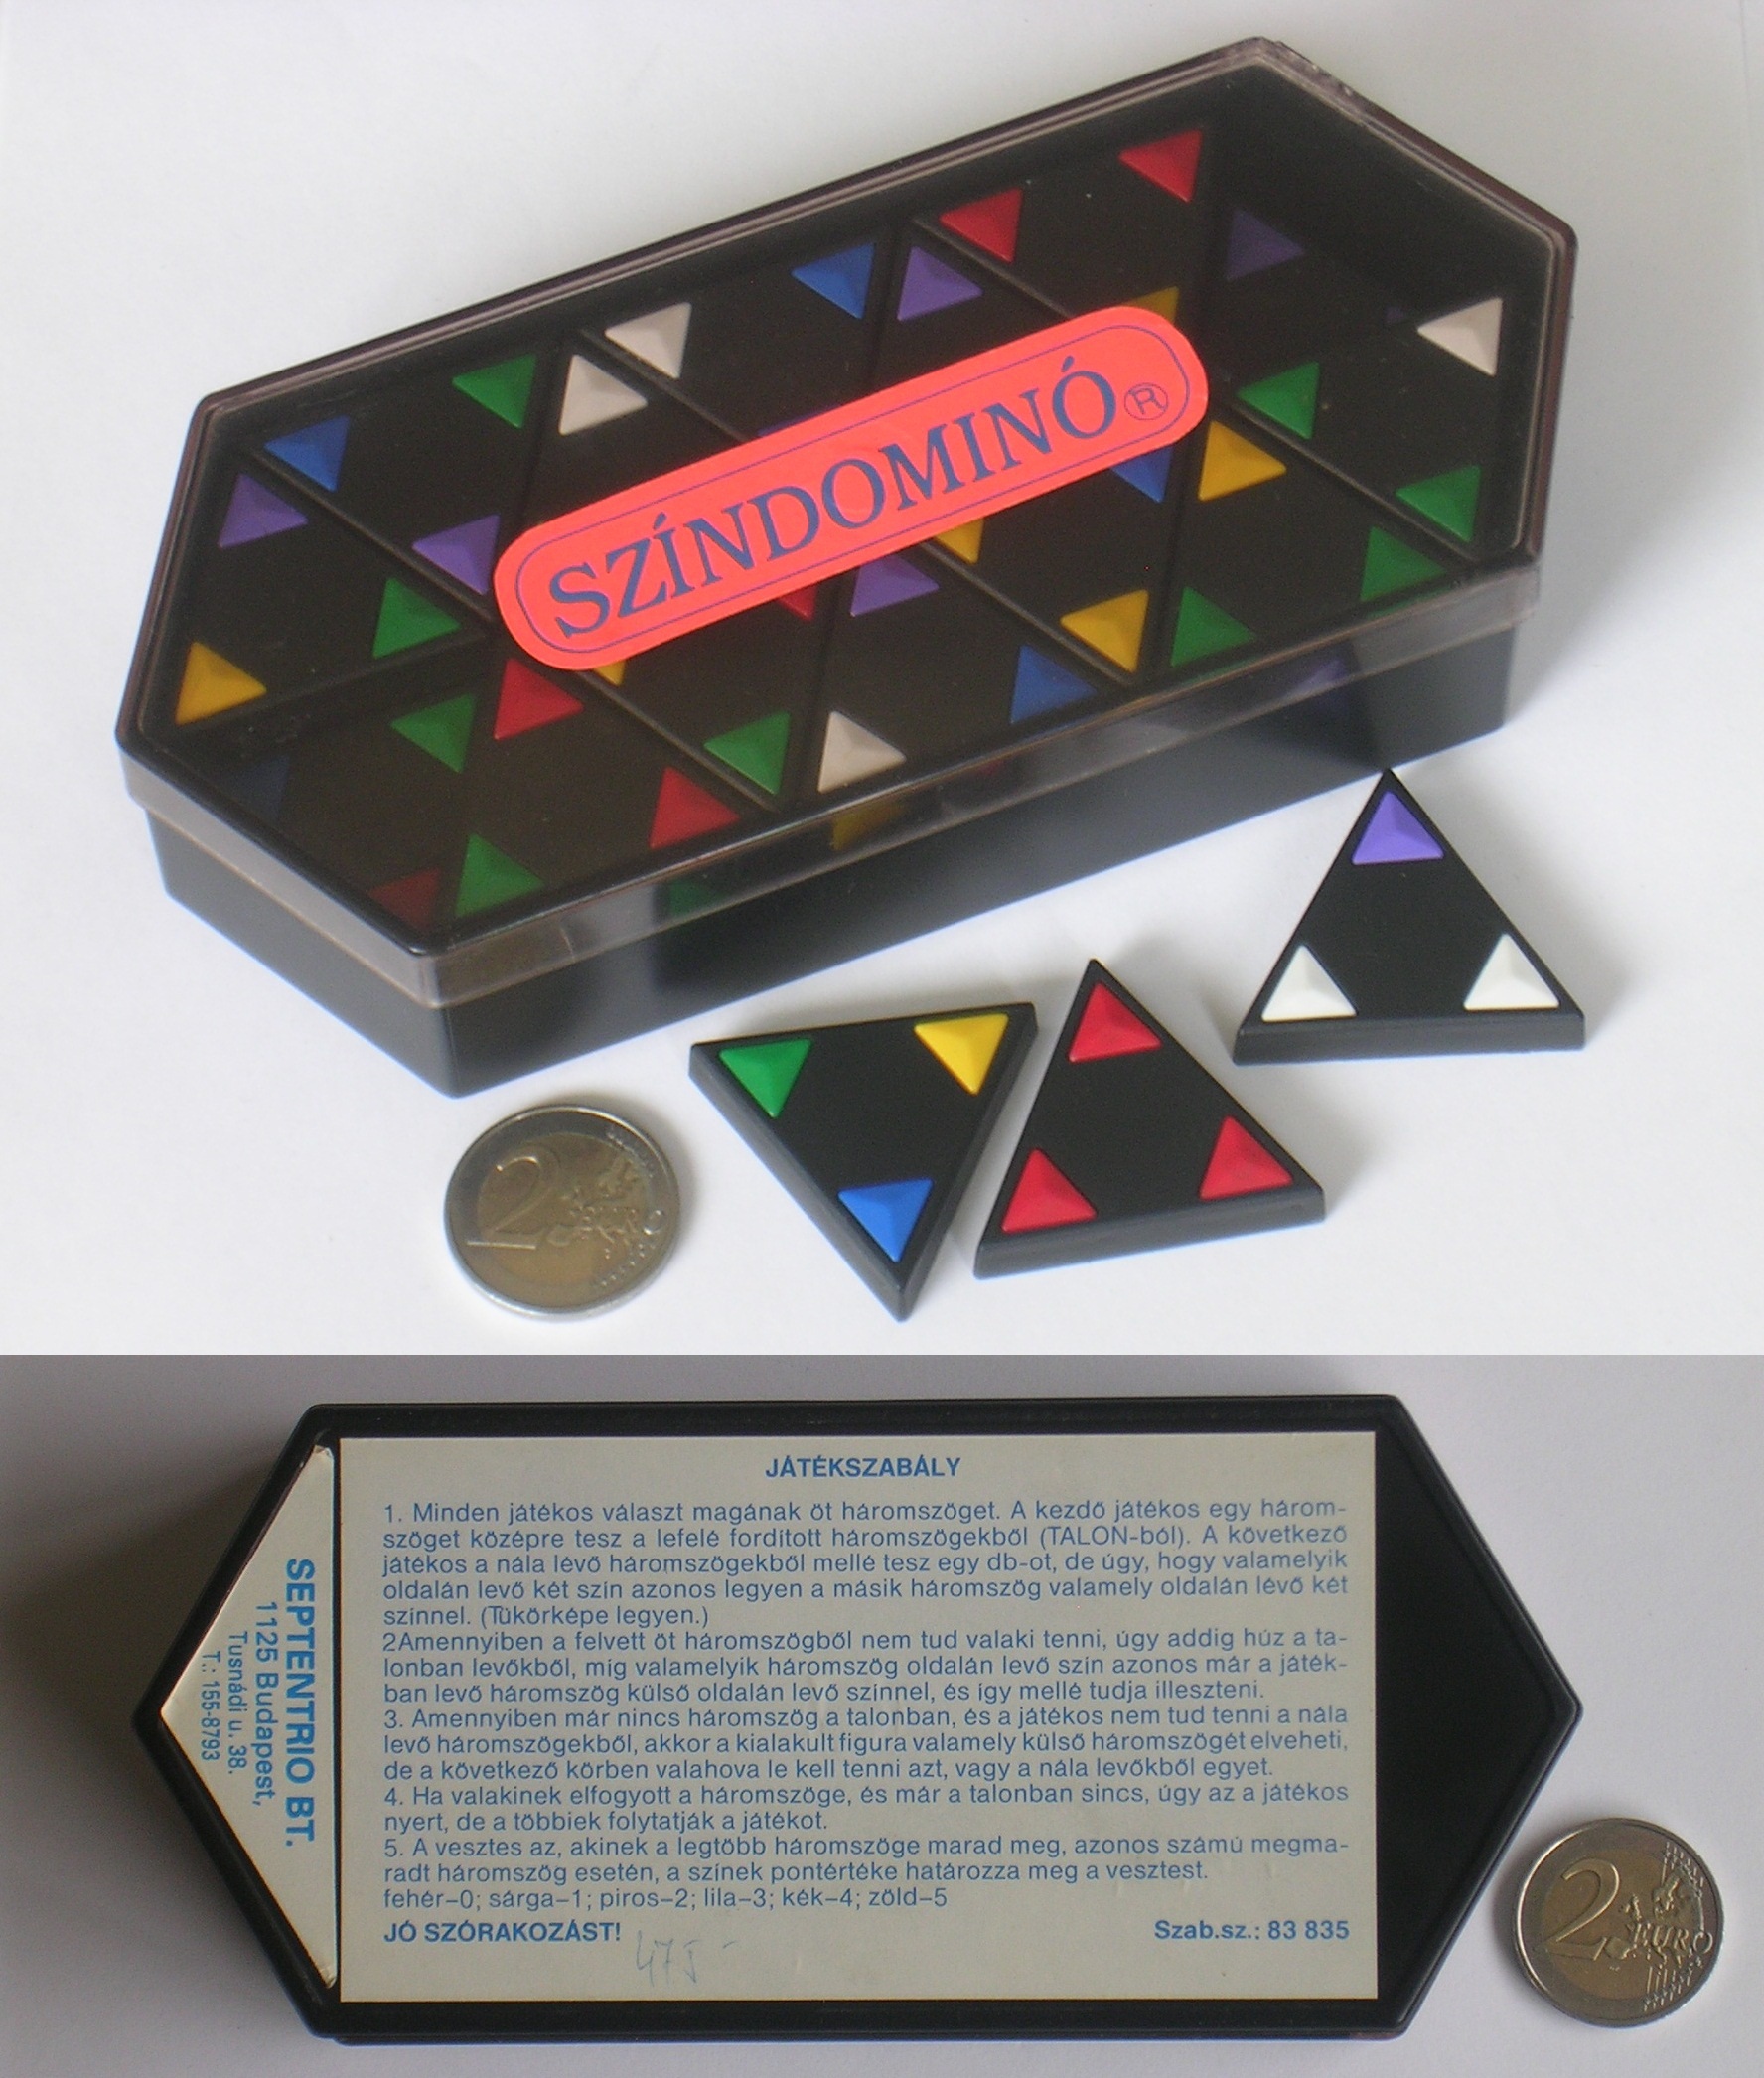 SZÍNDOMINÓ®
2
JÁTÉKSZABÁLY
1. Minden játékos választ magának öt háromszöget. A kezdő játékos egy három-
szöget középre tesz a lefelé fordított háromszögekből (TALON-ból). A következő
játékos a nála lévő háromszögekből mellé tesz egy db-ot, de úgy, hogy valamelyik
oldalán levő két szín azonos legyen a másik háromszög valamely oldalán lévő két
színnel. (Tükörképe legyen.)
2Amennyiben a felvett öt háromszögből nem tud valaki tenni, úgy addig húz a ta-
lonban levőkből, míg valamelyik háromszög oldalán levő szín azonos már a játék-
ban levő háromszög külső oldalán levő színnel, és így mellé tudja illeszteni.
3. Amennyiben már nincs háromszög a talonban, és a játékos nem tud tenni a nála
levő háromszögekből, akkor a kialakult figura valamely külső háromszögét elveheti,
de a következő körben valahova le kell tenni azt, vagy a nála levőkből egyet.
4. Ha valakinek elfogyott a háromszöge, és már a talonban sincs, úgy az a játékos
nyert, de a többiek folytatják a játékot.
5. A vesztes az, akinek a legtöbb háromszöge marad meg, azonos számú megma-
radt háromszög esetén, a színek pontértéke határozza meg a vesztest.
fehér–0; sárga–1; piros–2; lila–3; kék–4; zöld–5
JÓ SZÓRAKOZÁST!
Szab.sz.: 83 835
SEPTENTRIO BT.
1125 Budapest,
Tusnádi u. 38.
T.: 155-8793
2 EURO